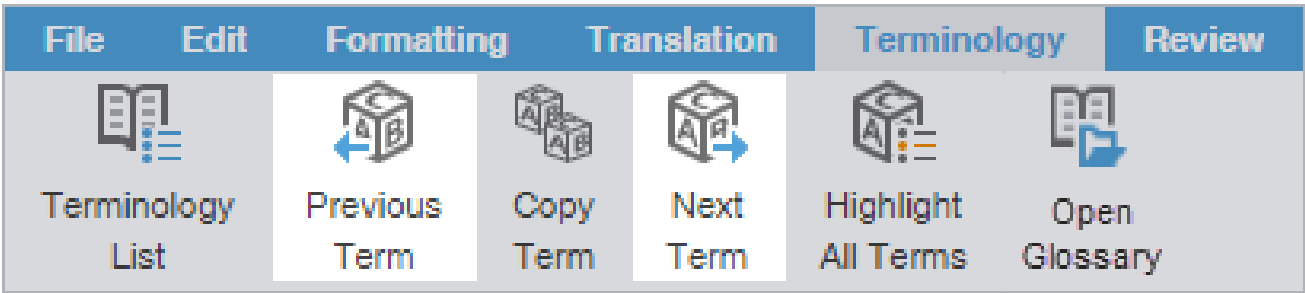 File Edit Formatting Translation Terminology Review
Terminology Previous Copy Next Highlight Open
List Term Term Term All Terms Glossary